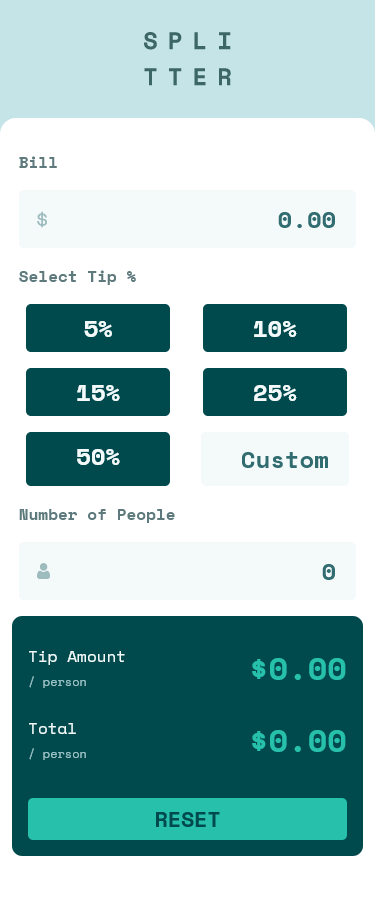 SPLI
TTER
Bill
$ 0.00
Select Tip %
5% 10%
15% 25%
50% Custom
Number of People
0
Tip Amount $0.00
/ person
Total $0.00
/ person
RESET